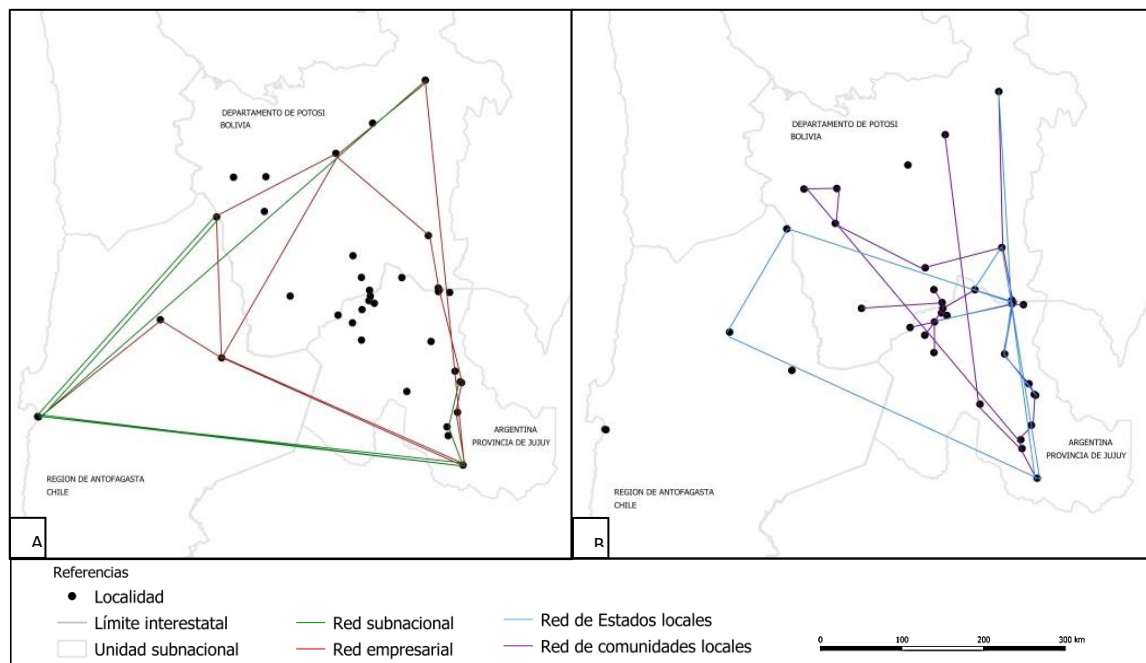 DEPARTAMENTO DE POTOSI
BOLIVIA
ARGENTINA
PROVINCIA DE JUJUY
REGION DE ANTOFAGASTA
CHILE
A
DEPARTAMENTO DE POTOSI
BOLIVIA
ARGENTINA
PROVINCIA DE JUJUY
REGION DE ANTOFAGASTA
CHILE
B
Referencias
Localidad
Límite interestatal
Unidad subnacional
Red subnacional
Red empresarial
Red de Estados locales
Red de comunidades locales
0 100 200 300 km